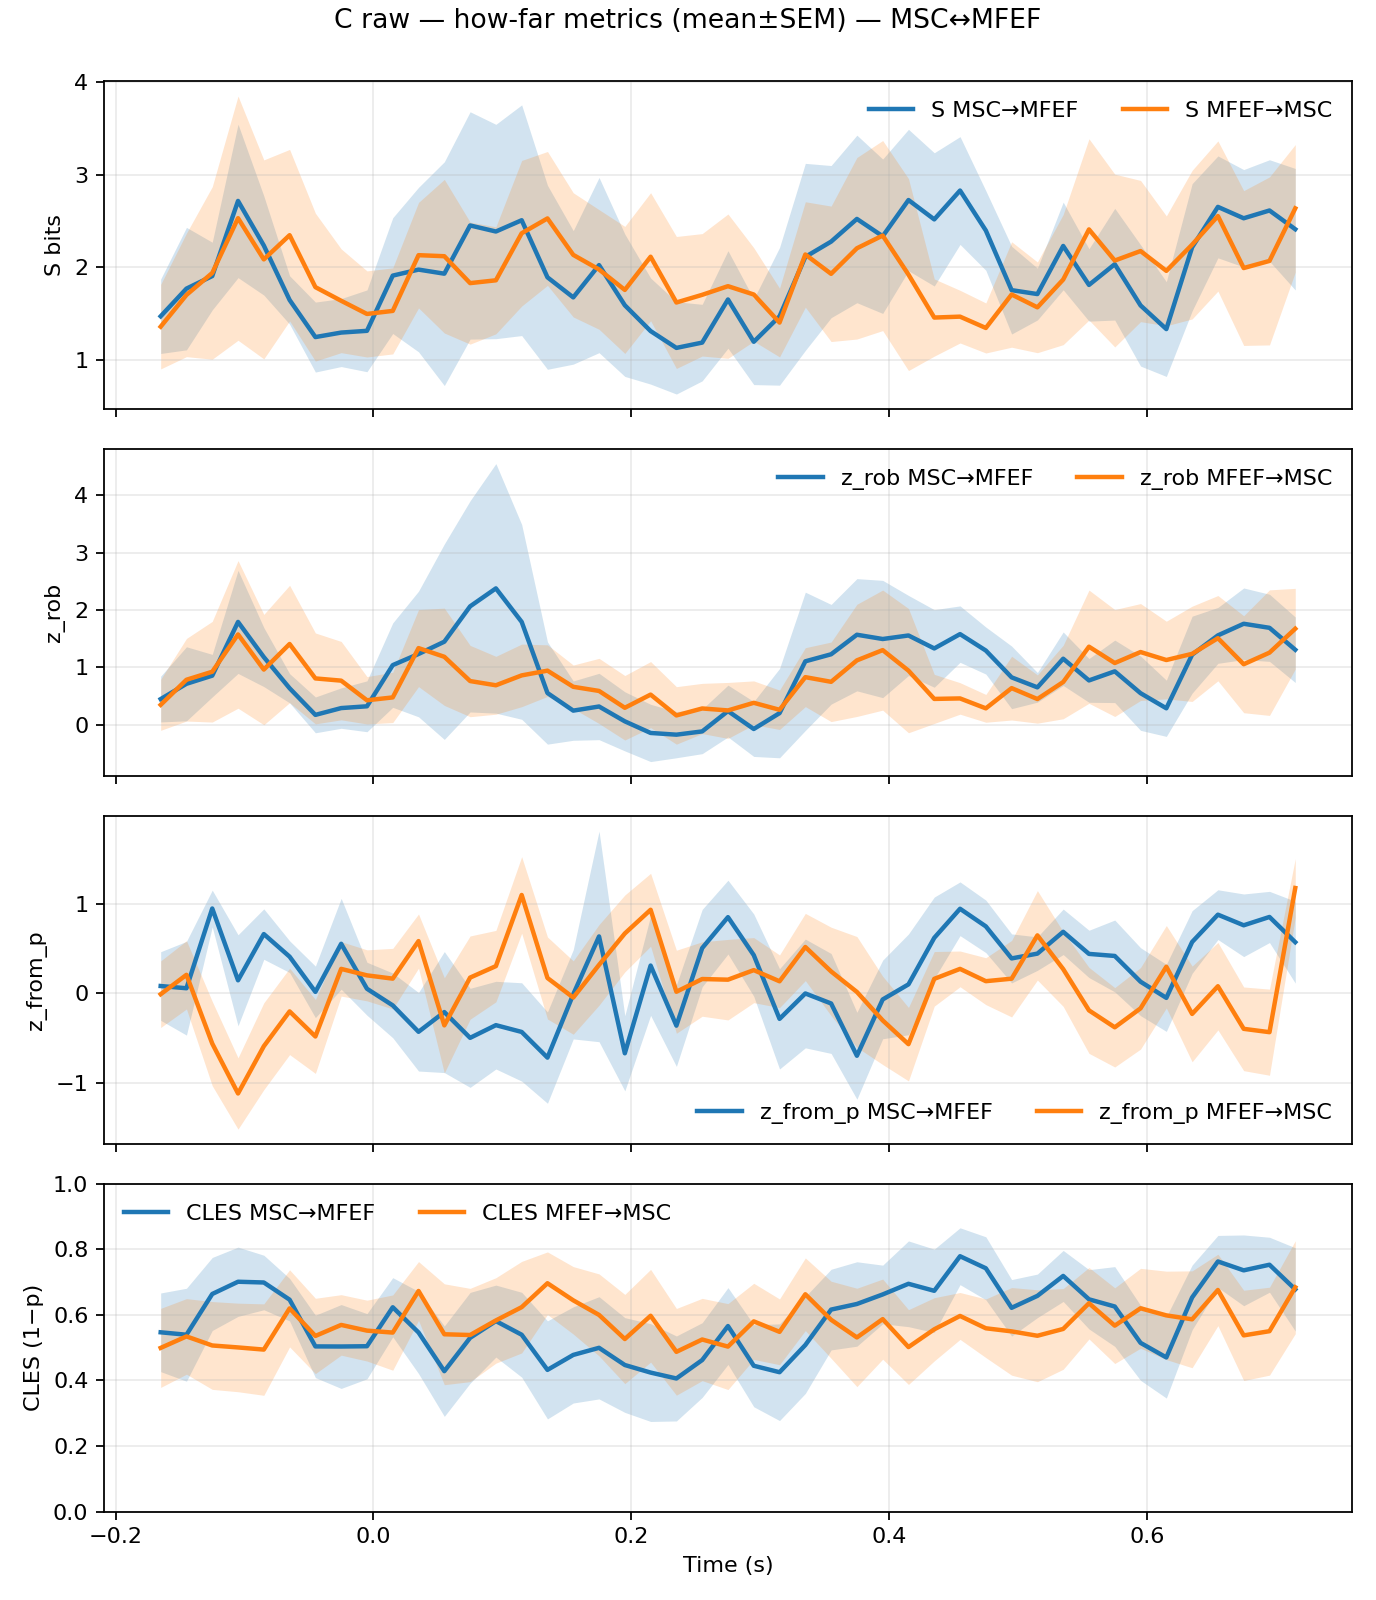 C raw — how-far metrics (mean±SEM) — MSC↔MFEF
4
3
2
1
S bits
S MSC→MFEF S MFEF→MSC
4
3
2
1
0
z_rob
z_rob MSC→MFEF z_rob MFEF→MSC
1
0
−1
z_from_p
z_from_p MSC→MFEF z_from_p MFEF→MSC
1.0
0.8
0.6
0.4
0.2
0.0
CLES (1−p)
CLES MSC→MFEF CLES MFEF→MSC
−0.2 0.0 0.2 0.4 0.6
Time (s)